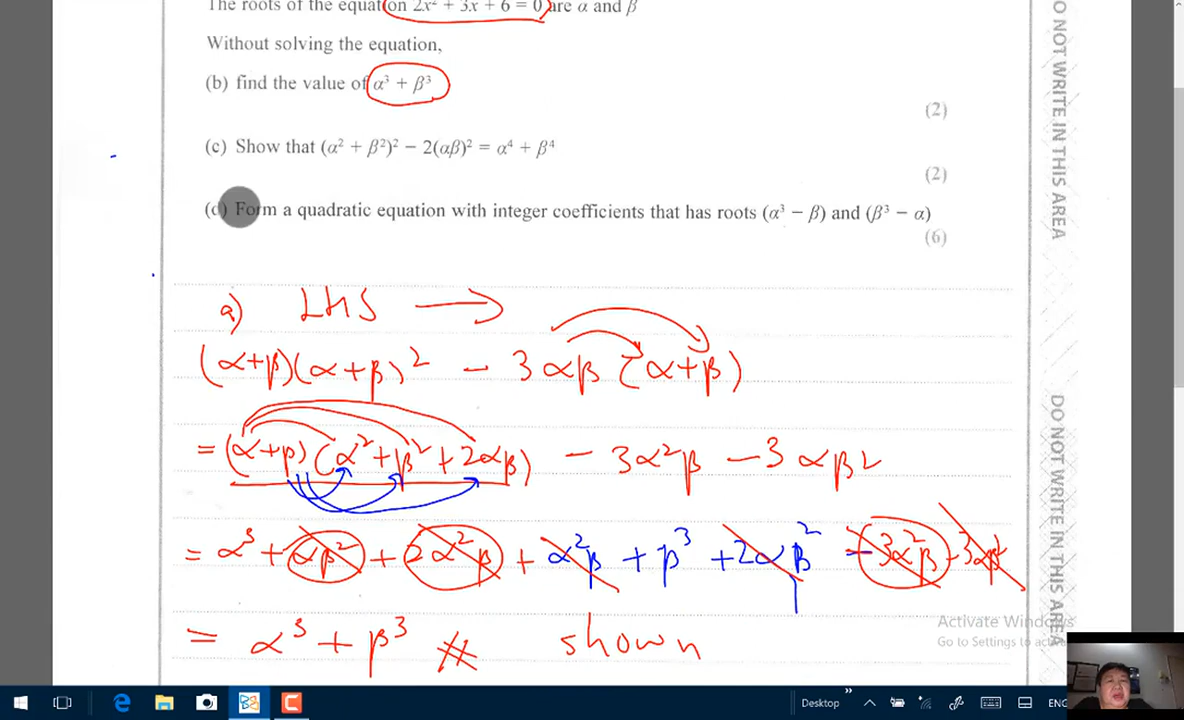 The roots of the equation 2x² + 3x + 6 = 0 are α and β
Without solving the equation,
(b) find the value of α³ + β³
(2)
(c) Show that (α² + β²)² − 2(αβ)² = α⁴ + β⁴
(2)
Form a quadratic equation with integer coefficients that has roots (α³ − β) and (β³ − α)
(6)
a) LHS →
(α+β)(α+β)² − 3αβ(α+β)
= (α+β)(α²+β²+2αβ) − 3α²β − 3αβ²
= α³ + αβ² + 2α²β + α²β + β³ + 2αβ² − 3α²β − 3αβ²
= α³ + β³ # shown
DO NOT WRITE IN THIS AREA
DO NOT WRITE IN THIS AREA
Activate Windows
Go to Settings to
Desktop
ENG